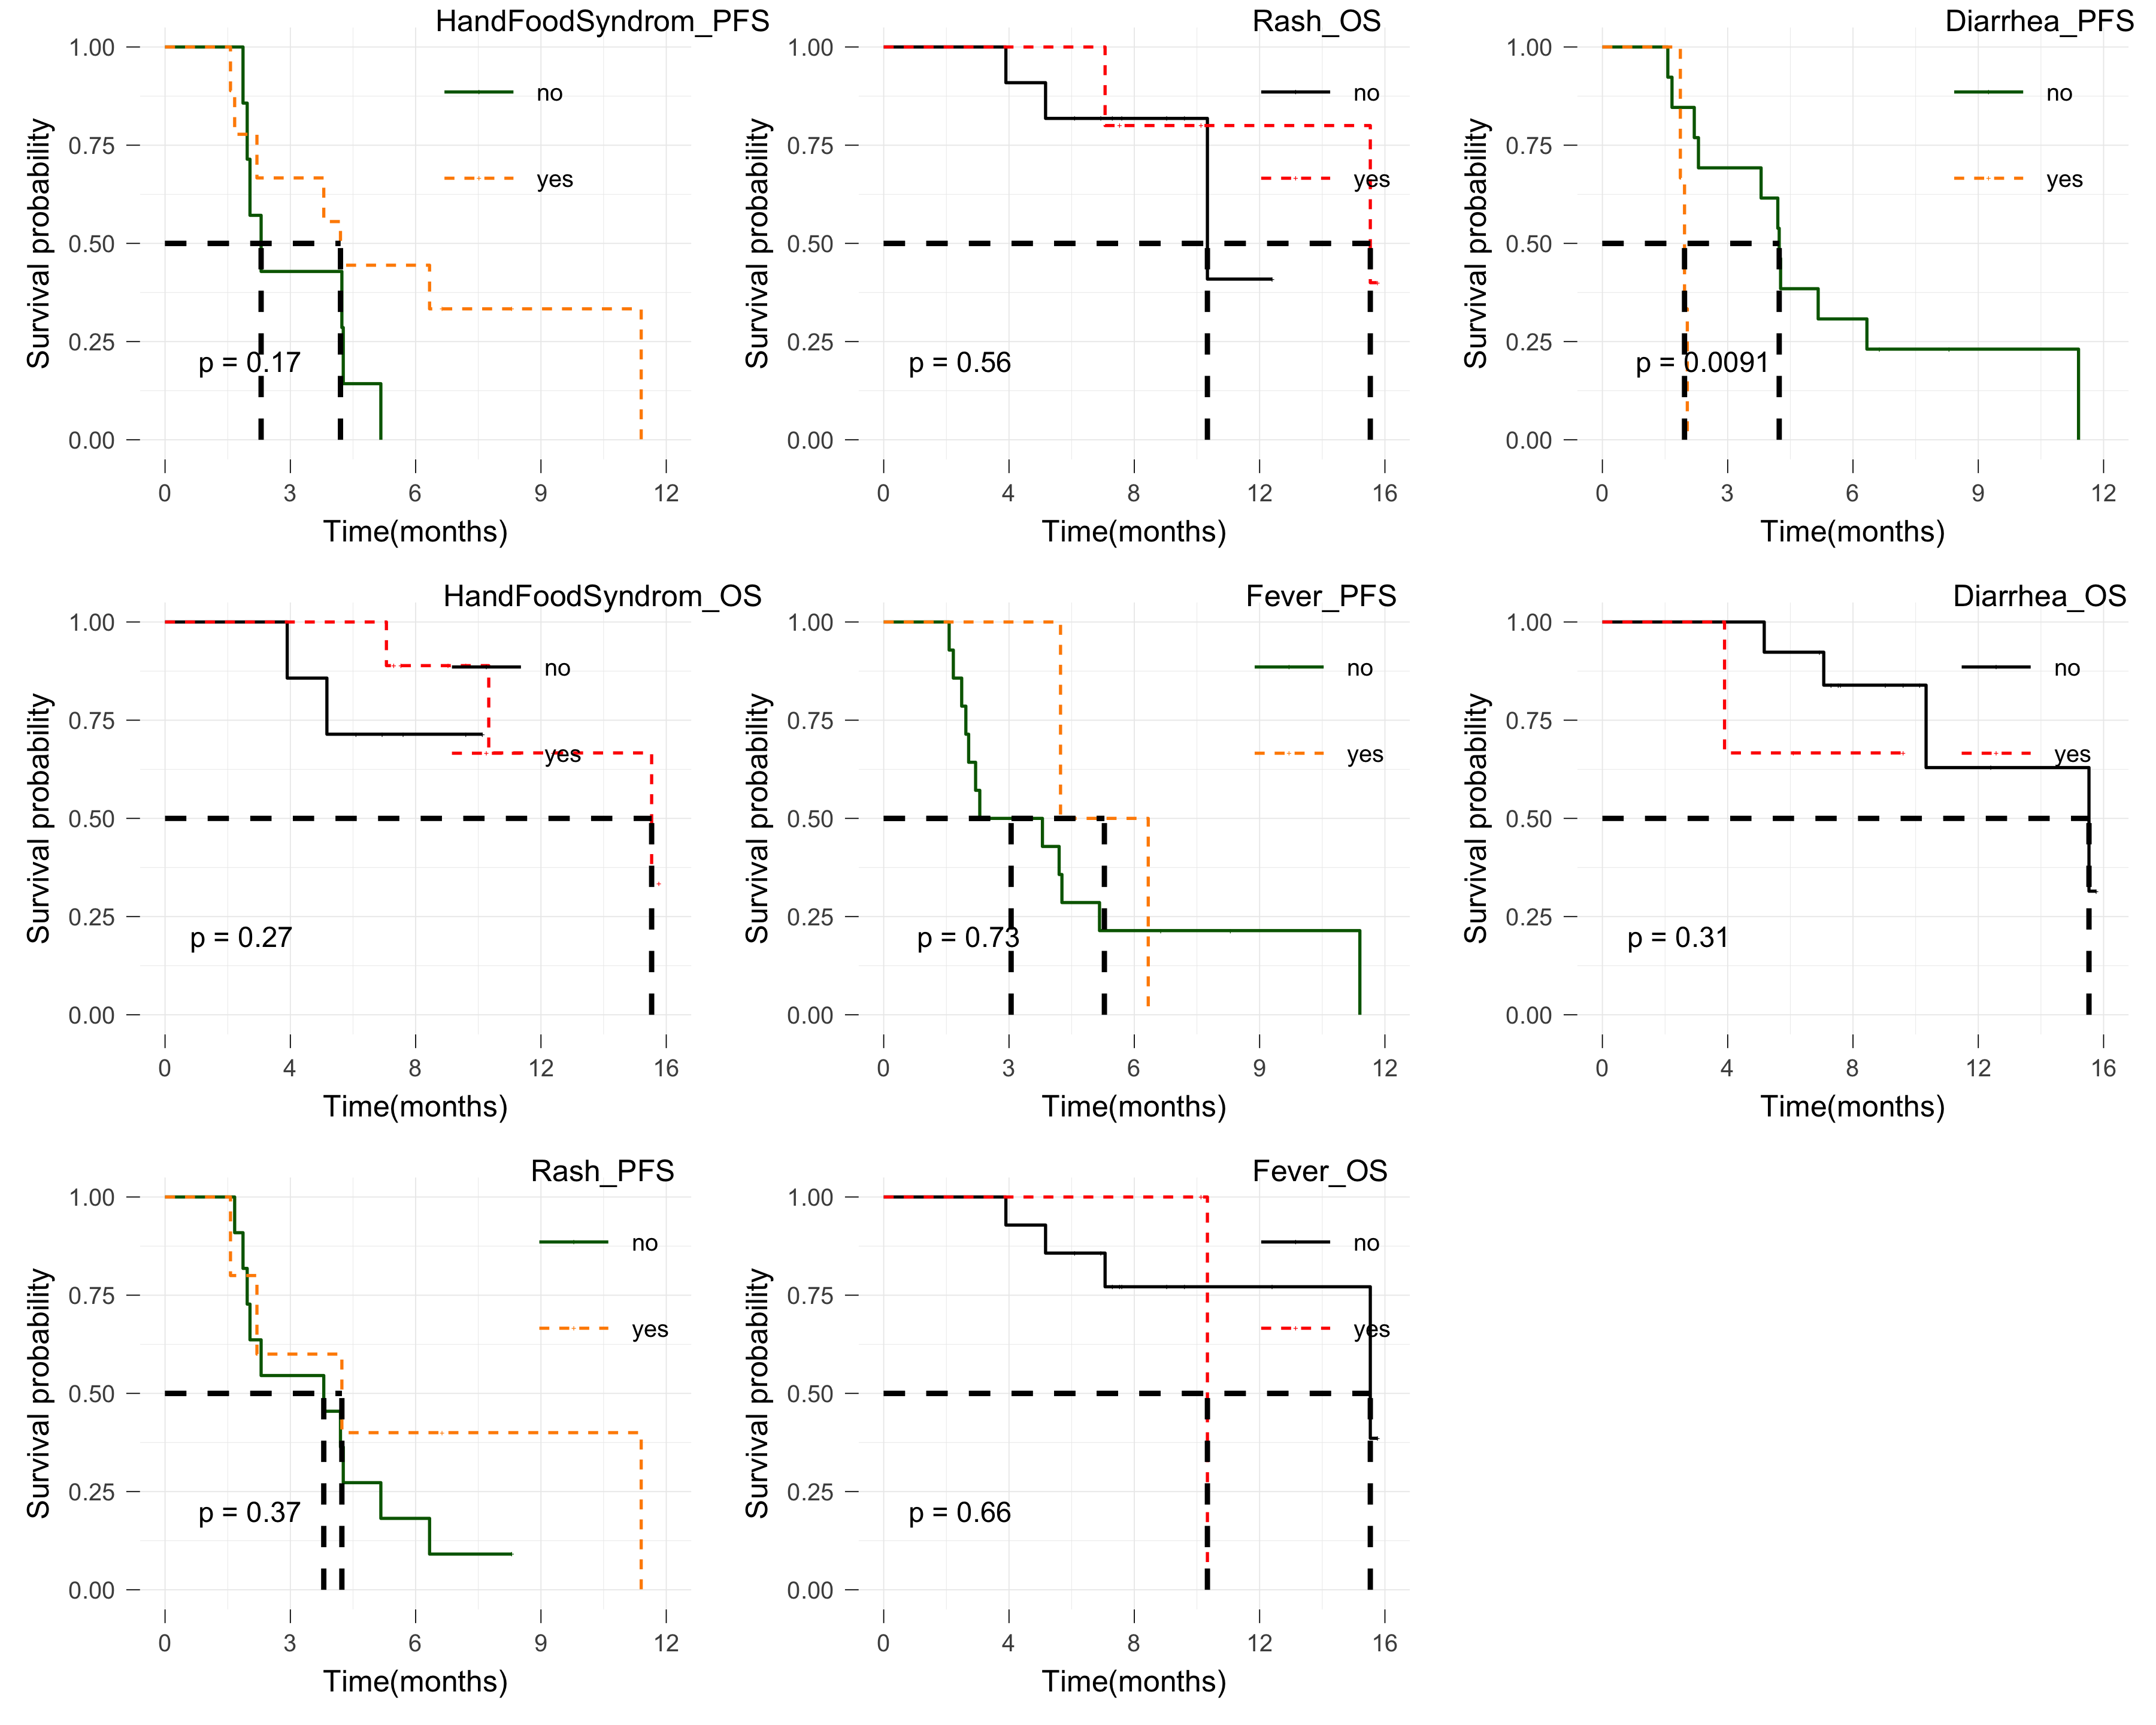 HandFoodSyndrom_PFS
Survival probability
1.00
0.75
0.50
0.25
0.00
no
yes
p = 0.17
0 3 6 9 12
Time(months)
Rash_OS
Survival probability
1.00
0.75
0.50
0.25
0.00
no
yes
p = 0.56
0 4 8 12 16
Time(months)
Diarrhea_PFS
Survival probability
1.00
0.75
0.50
0.25
0.00
no
yes
p = 0.0091
0 3 6 9 12
Time(months)
HandFoodSyndrom_OS
Survival probability
1.00
0.75
0.50
0.25
0.00
no
yes
p = 0.27
0 4 8 12 16
Time(months)
Fever_PFS
Survival probability
1.00
0.75
0.50
0.25
0.00
no
yes
p = 0.73
0 3 6 9 12
Time(months)
Diarrhea_OS
Survival probability
1.00
0.75
0.50
0.25
0.00
no
yes
p = 0.31
0 4 8 12 16
Time(months)
Rash_PFS
Survival probability
1.00
0.75
0.50
0.25
0.00
no
yes
p = 0.37
0 3 6 9 12
Time(months)
Fever_OS
Survival probability
1.00
0.75
0.50
0.25
0.00
no
yes
p = 0.66
0 4 8 12 16
Time(months)